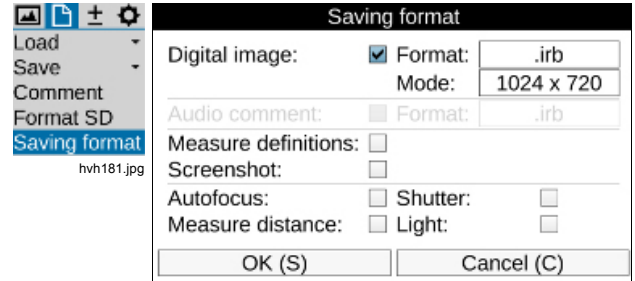 Load
Save
Comment
Format SD
Saving format
hvh181.jpg
Saving format
Digital image: Format: .irb
Mode: 1024 x 720
Audio comment: Format: .irb
Measure definitions:
Screenshot:
Autofocus: Shutter:
Measure distance: Light:
OK (S) Cancel (C)